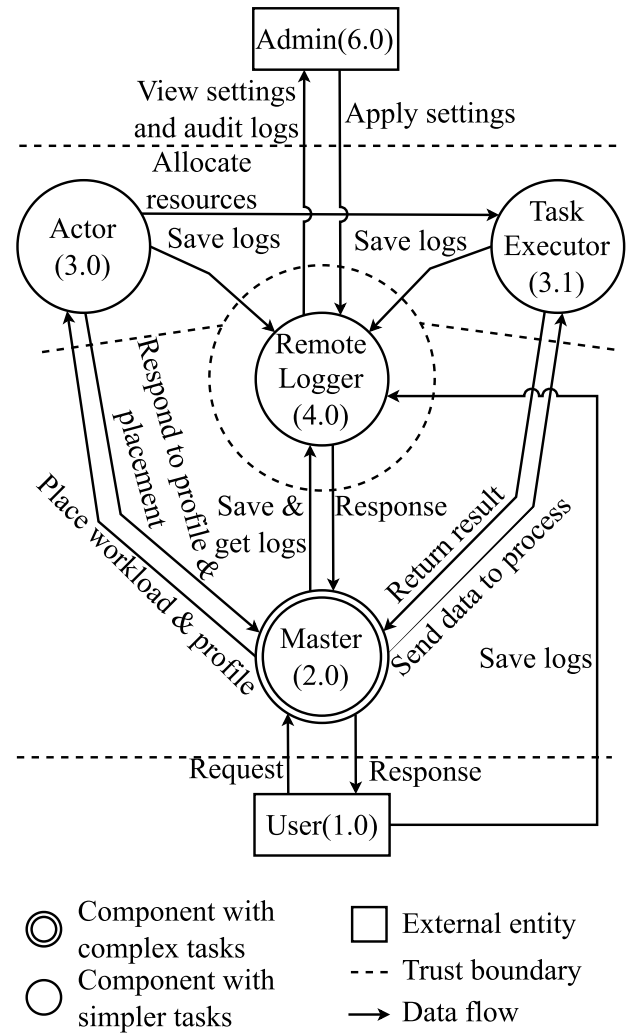 Admin(6.0)
View settings
and audit logs
Apply settings
Allocate
resources
Actor
(3.0)
Save logs
Save logs
Task
Executor
(3.1)
Remote
Logger
(4.0)
Respond to profile &
placement
Place workload & profile
Save &
get logs
Response
Return result
Send data to process
Master
(2.0)
Save logs
Request
Response
User(1.0)
Component with
complex tasks
Component with
simpler tasks
External entity
Trust boundary
Data flow